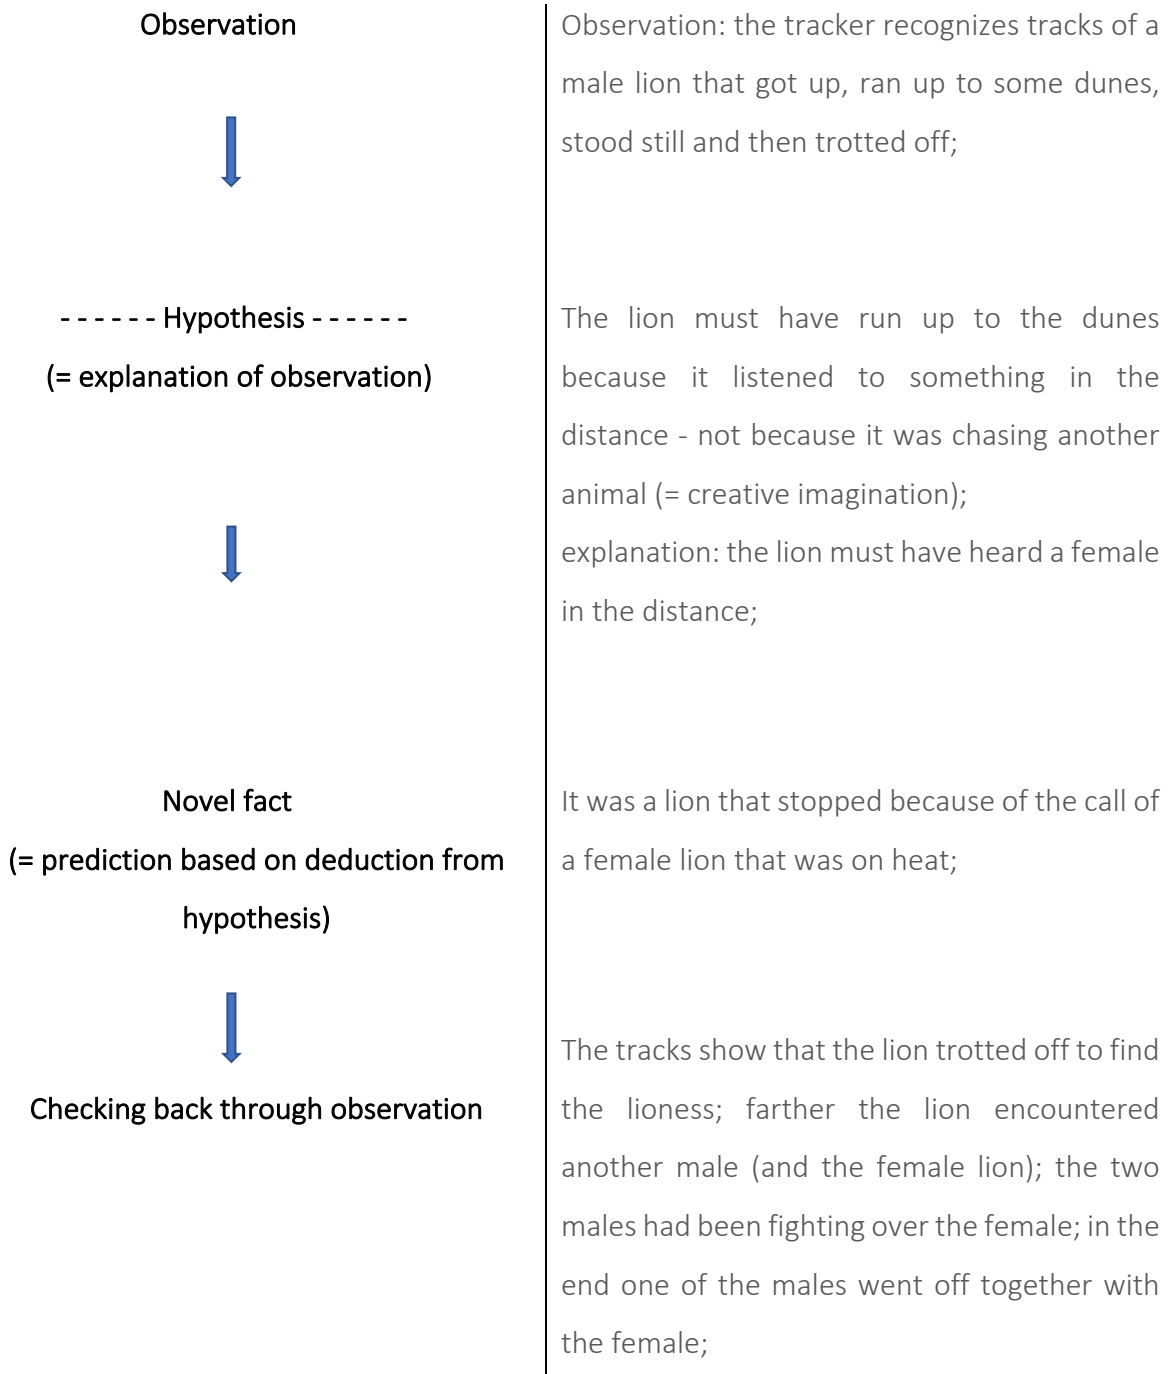 Observation
Observation: the tracker recognizes tracks of a
male lion that got up, ran up to some dunes,
stood still and then trotted off;
- - - - - - Hypothesis - - - - - -
(= explanation of observation)
The lion must have run up to the dunes
because it listened to something in the
distance - not because it was chasing another
animal (= creative imagination);
explanation: the lion must have heard a female
in the distance;
Novel fact
(= prediction based on deduction from
hypothesis)
It was a lion that stopped because of the call of
a female lion that was on heat;
Checking back through observation
The tracks show that the lion trotted off to find
the lioness; farther the lion encountered
another male (and the female lion); the two
males had been fighting over the female; in the
end one of the males went off together with
the female;